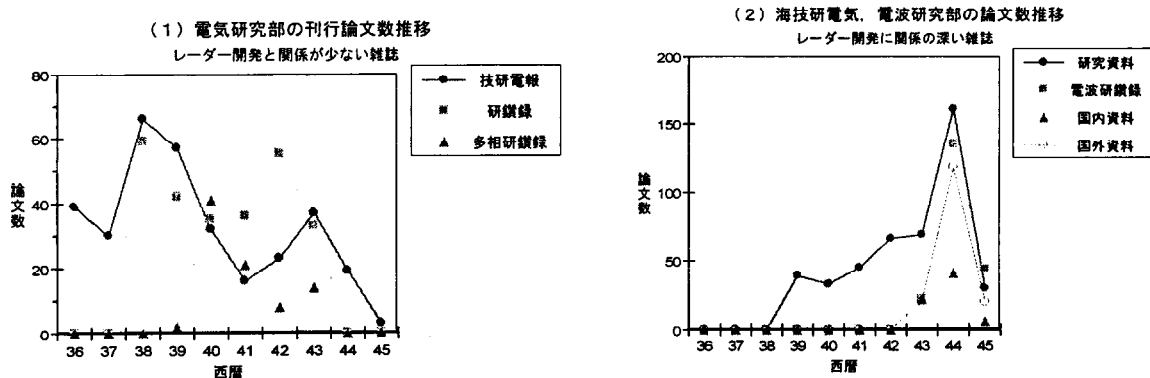 (1) 電気研究部の刊行論文数推移
レーダー開発と関係が少ない雑誌
技研電報
研鑚録
多相研鑚録
80
60
40
20
0
論文数
36 37 38 39 40 41 42 43 44 45
西暦
(2) 海技研電気,電波研究部の論文数推移
レーダー開発に関係の深い雑誌
研究資料
電波研鑚録
国内資料
国外資料
200
150
100
50
0
論文数
36 37 38 39 40 41 42 43 44 45
西暦